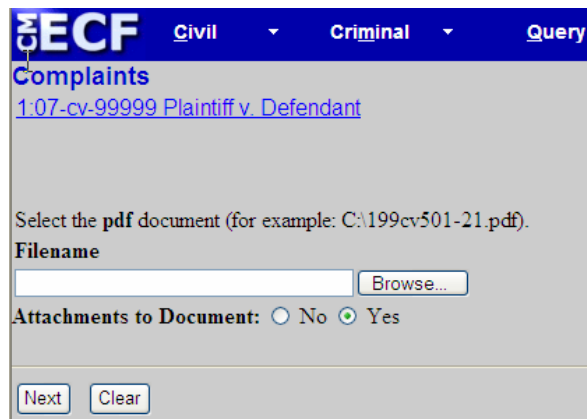 CM ECF Civil Criminal Query
Complaints
1:07-cv-99999 Plaintiff v. Defendant
Select the pdf document (for example: C:\199cv501-21.pdf).
Filename
Browse...
Attachments to Document: No Yes
Next Clear